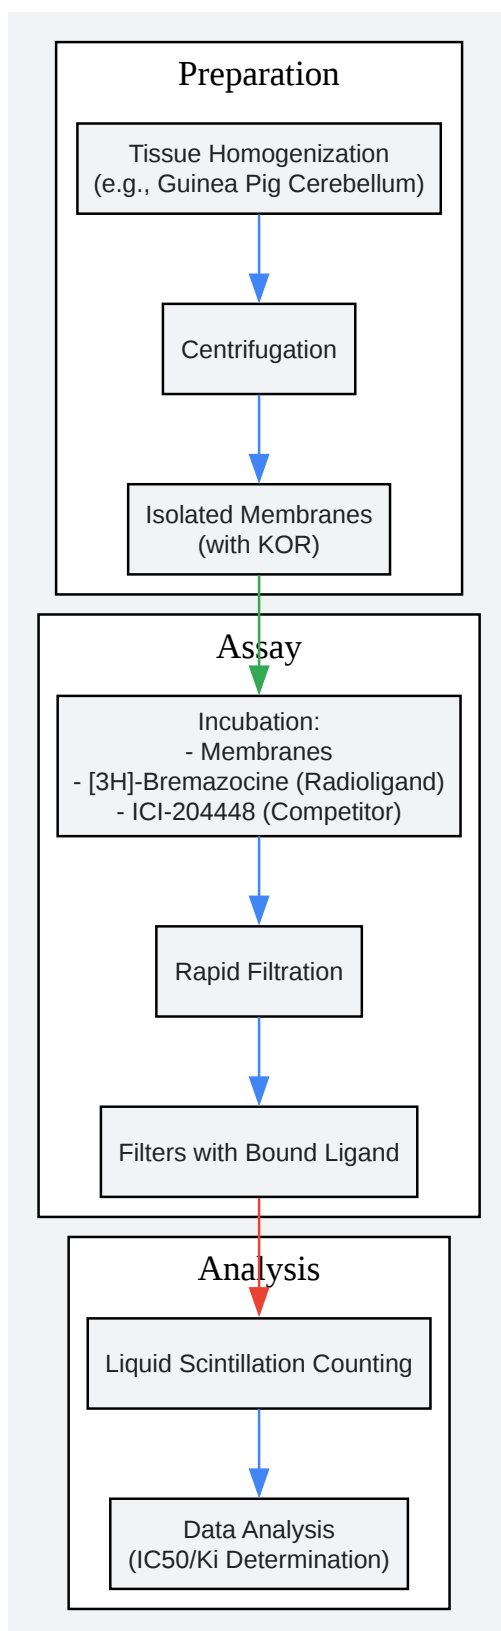 Preparation
Tissue Homogenization
(e.g., Guinea Pig Cerebellum)
Centrifugation
Isolated Membranes
(with KOR)
Assay
Incubation:
- Membranes
- [3H]-Bremazocine (Radioligand)
- ICI-204448 (Competitor)
Rapid Filtration
Filters with Bound Ligand
Analysis
Liquid Scintillation Counting
Data Analysis
(IC50/Ki Determination)